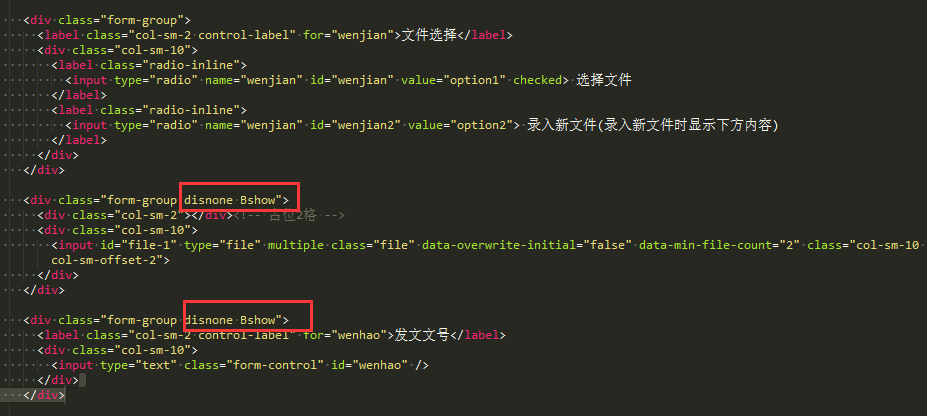 <div class="form-group">
<label class="col-sm-2 control-label" for="wenjian">文件选择</label>
<div class="col-sm-10">
<label class="radio-inline">
<input type="radio" name="wenjian" id="wenjian" value="option1" checked> 选择文件
</label>
<label class="radio-inline">
<input type="radio" name="wenjian" id="wenjian2" value="option2"> 录入新文件(录入新文件时显示下方内容)
</label>
</div>
</div>
<div class="form-group disnone Bshow">
<div class="col-sm-2"></div><!-- 占位2格 -->
<div class="col-sm-10">
<input id="file-1" type="file" multiple class="file" data-overwrite-initial="false" data-min-file-count="2" class="col-sm-10
col-sm-offset-2">
</div>
</div>
<div class="form-group disnone Bshow">
<label class="col-sm-2 control-label" for="wenhao">发文文号</label>
<div class="col-sm-10">
<input type="text" class="form-control" id="wenhao" />
</div>
</div>